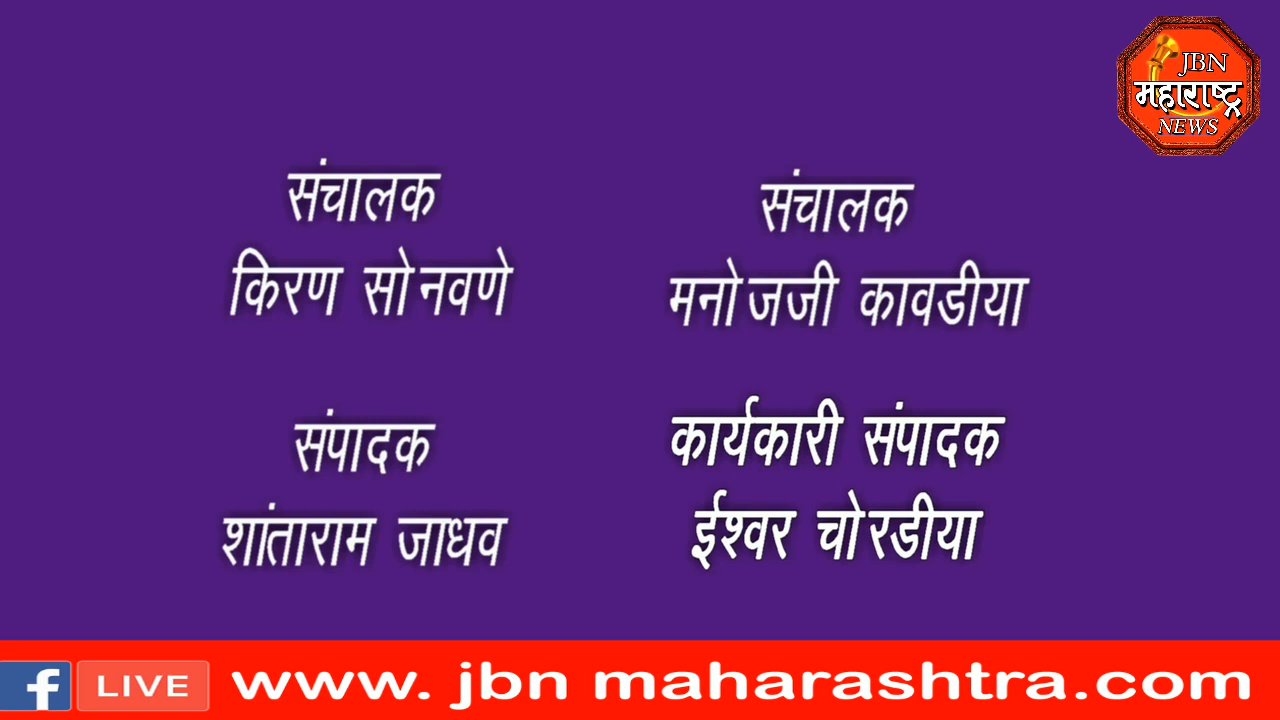 JBN
महाराष्ट्र
NEWS
संचालक
किरण सोनवणे
संचालक
मनोजजी कावडीया
संपादक
शांताराम जाधव
कार्यकारी संपादक
ईश्वर चोरडीया
f LIVE www. jbn maharashtra.com